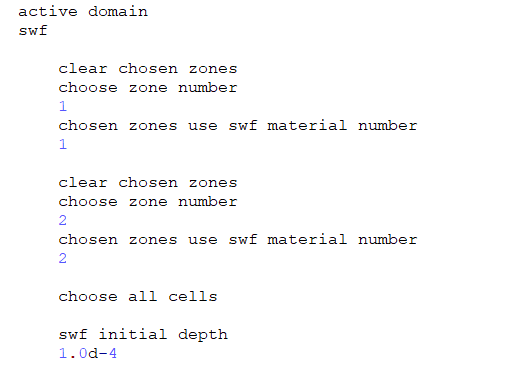 active domain
swf
clear chosen zones
choose zone number
1
chosen zones use swf material number
1
clear chosen zones
choose zone number
2
chosen zones use swf material number
2
choose all cells
swf initial depth
1.0d-4